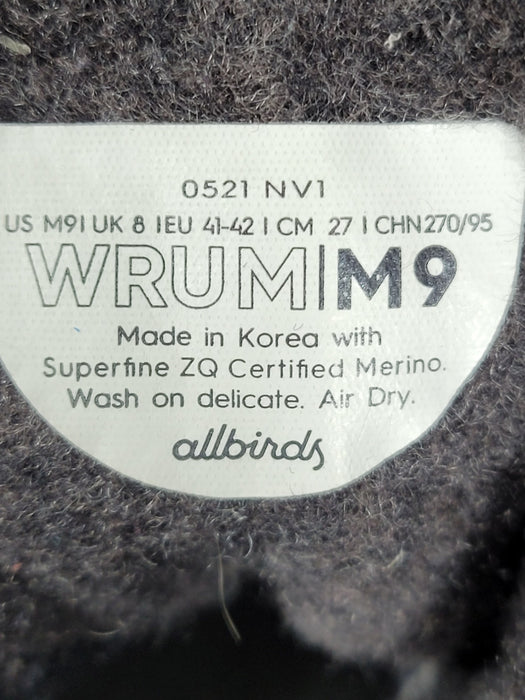 0521 NV1
US M9 | UK 8 | EU 41-42 | CM 27 | CHN270/95
WRUM|M9
Made in Korea with
Superfine ZQ Certified Merino.
Wash on delicate. Air Dry.
allbirds